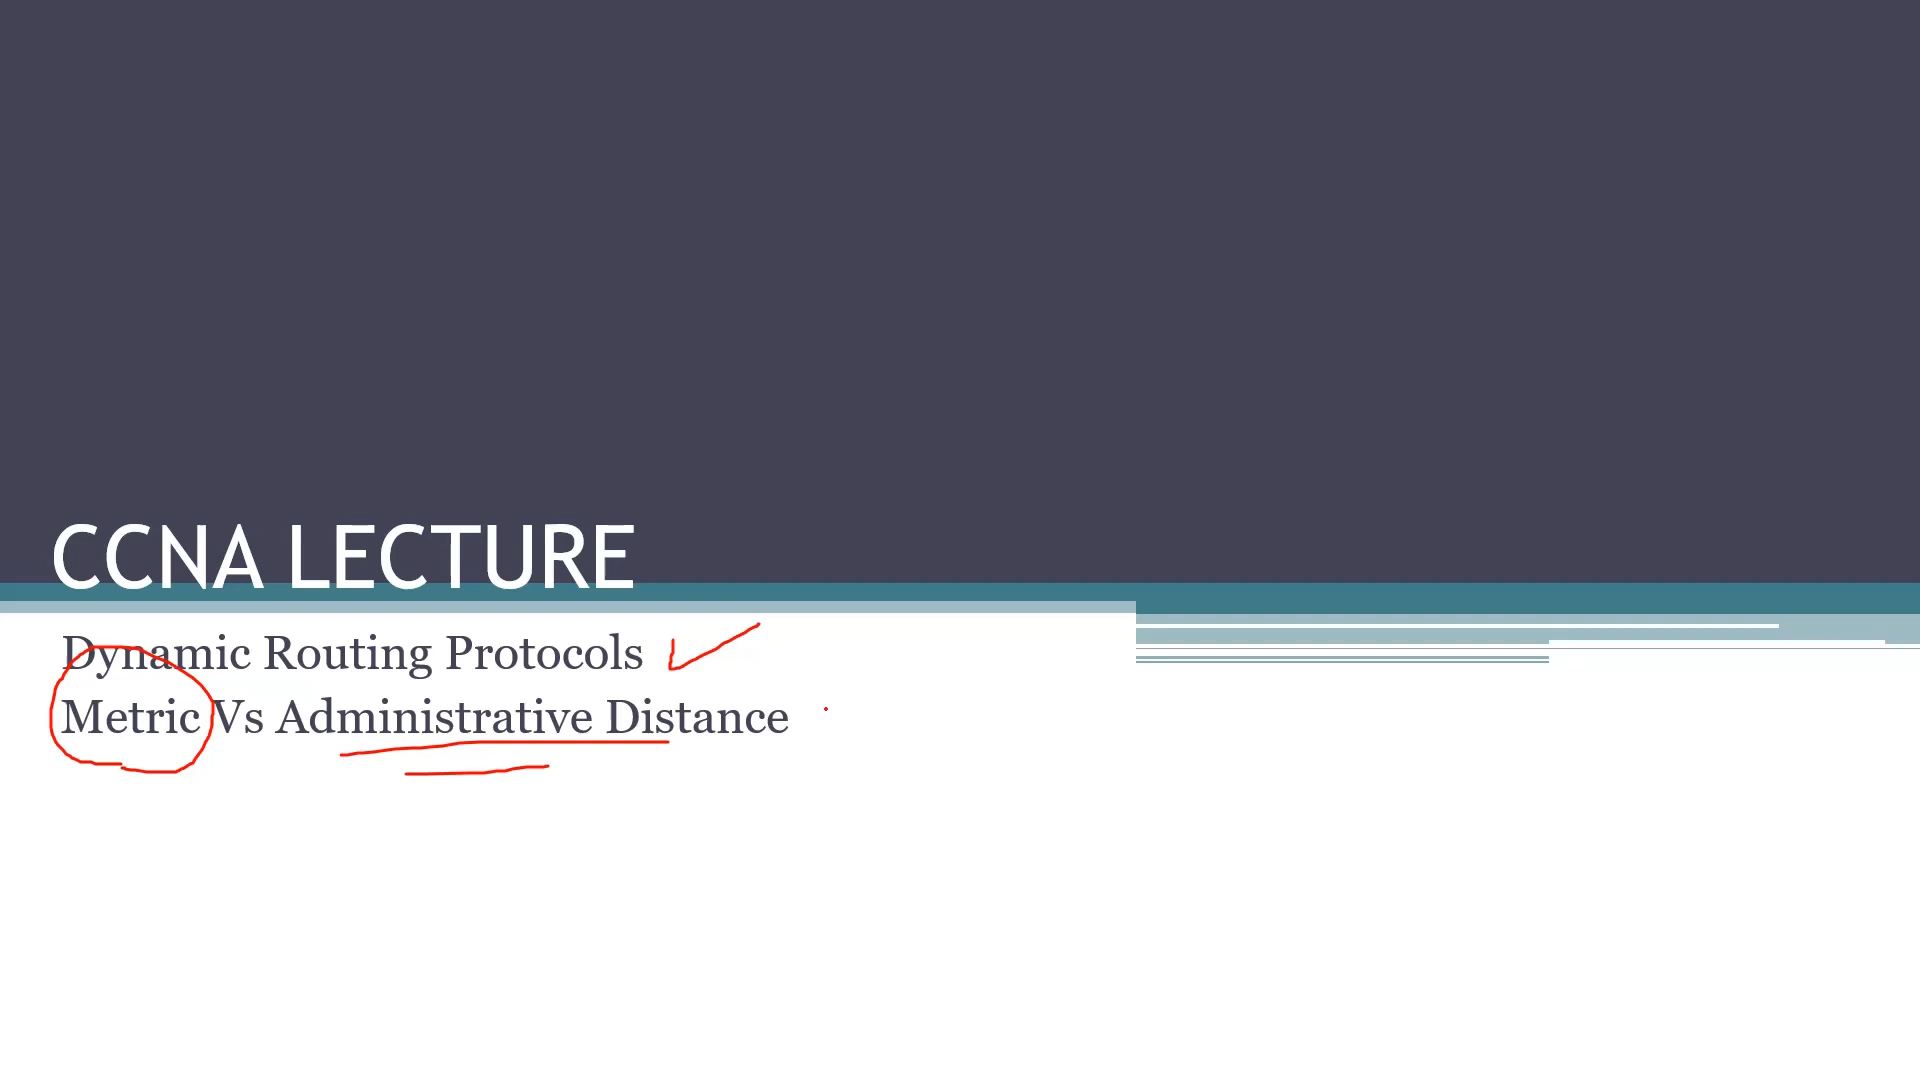 CCNA LECTURE
Dynamic Routing Protocols
Metric Vs Administrative Distance